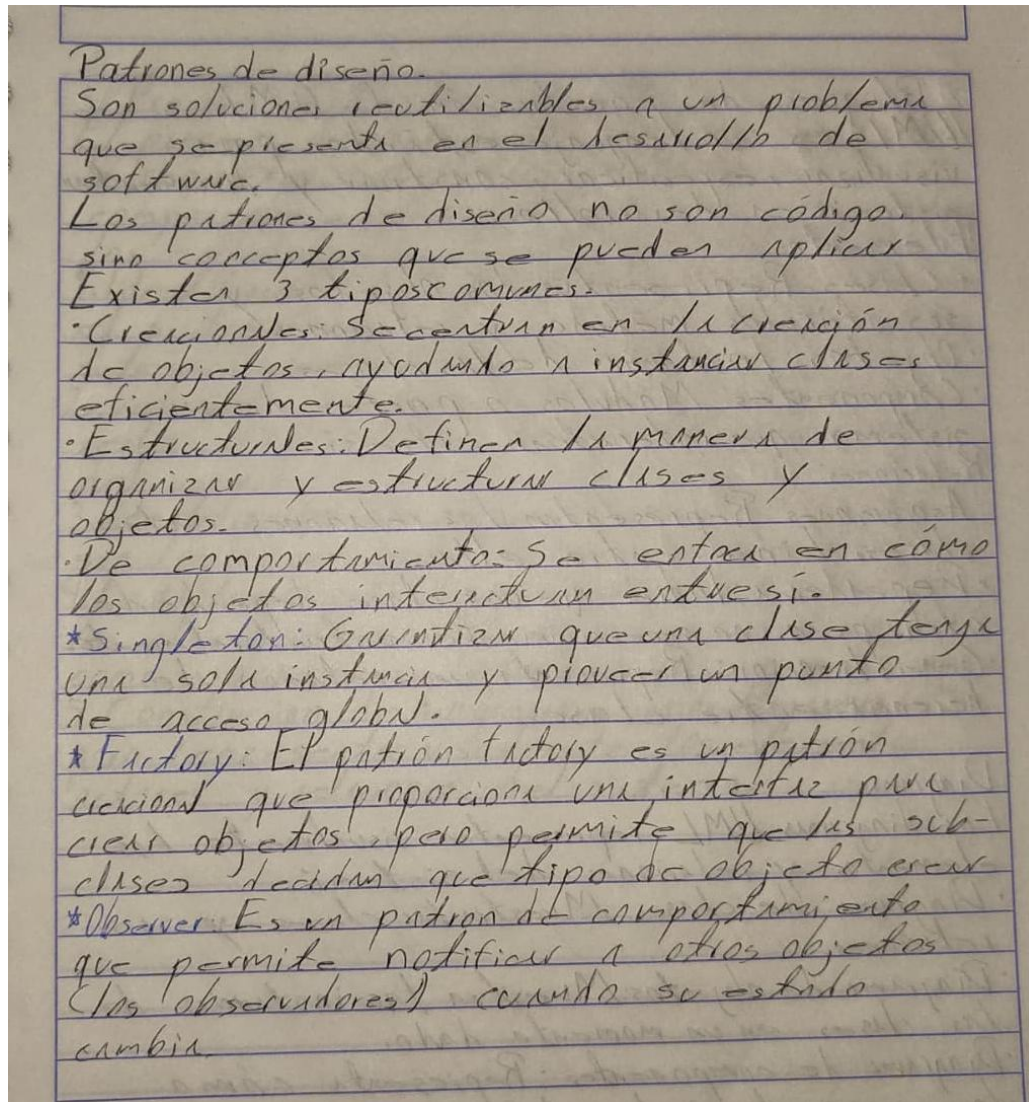 Patrones de diseño.
Son soluciones reutilizables a un problema
que se presenta en el desarrollo de
software.
Los patrones de diseño no son código,
sino conceptos que se pueden aplicar
Existen 3 tipos comunes:
·Creacionales: Se centran en la creación
de objetos, ayudando a instanciar clases
eficientemente.
·Estructurales: Definen la manera de
organizar y estructurar clases y
objetos.
·De comportamiento: Se en
en cómo
los objetos interactuan entre sí.
*Singleton: Garantizar que una clase tenga
una sola instancia y proveer un punto
de acceso global.
*Factory: El patrón factory es un patrón
creacional que proporciona una interfaz para
crear objetos, pero permite que las sub-
clases decidan que tipo de objeto crear
*Observer: Es un patron de comportamiento
que permite notificar a otros objetos
(los observadores) cuando su estado
cambia.